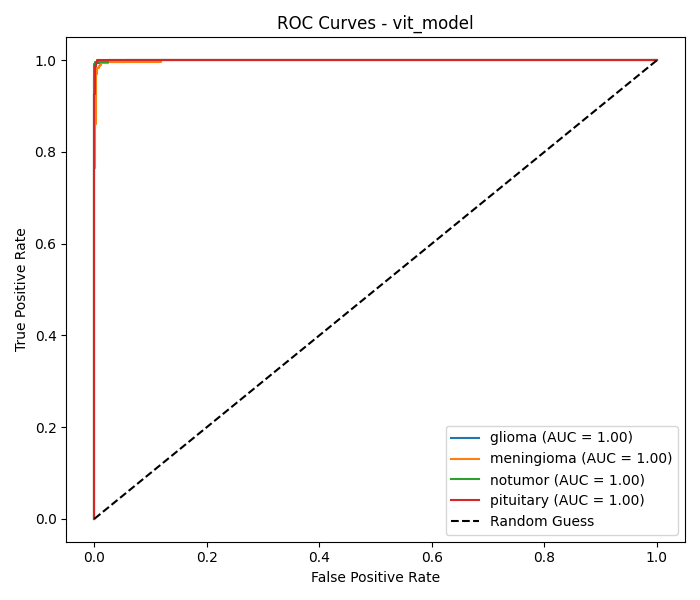 ROC Curves - vit_model
True Positive Rate
1.0
0.8
0.6
0.4
0.2
0.0
glioma (AUC = 1.00)
meningioma (AUC = 1.00)
notumor (AUC = 1.00)
pituitary (AUC = 1.00)
Random Guess
0.0 0.2 0.4 0.6 0.8 1.0
False Positive Rate